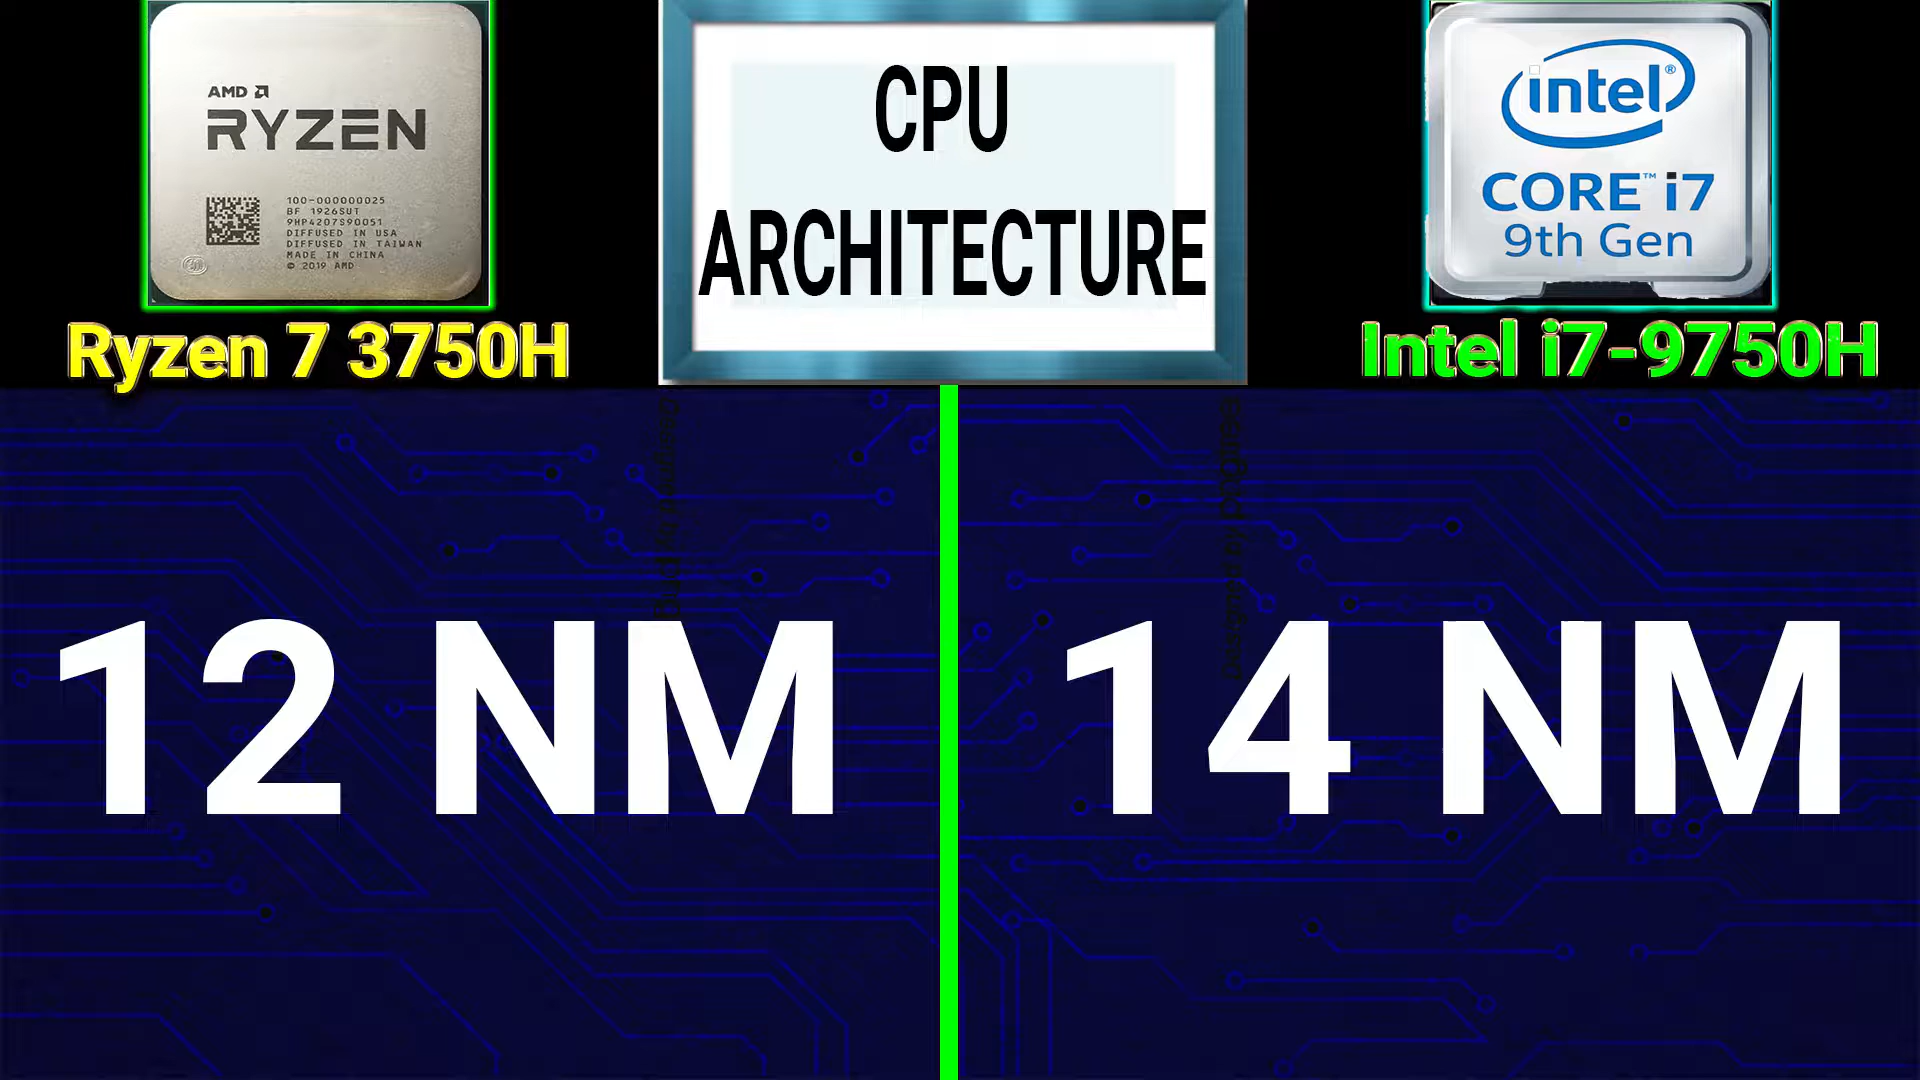 AMD
RYZEN
100-000000025
BF 1926SUT
9HP4207S90051
DIFFUSED IN USA
DIFFUSED IN TAIWAN
MADE IN CHINA
© 2019 AMD
Ryzen 7 3750H
CPU
ARCHITECTURE
intel®
CORE™ i7
9th Gen
Intel i7-9750H
12 NM
14 NM